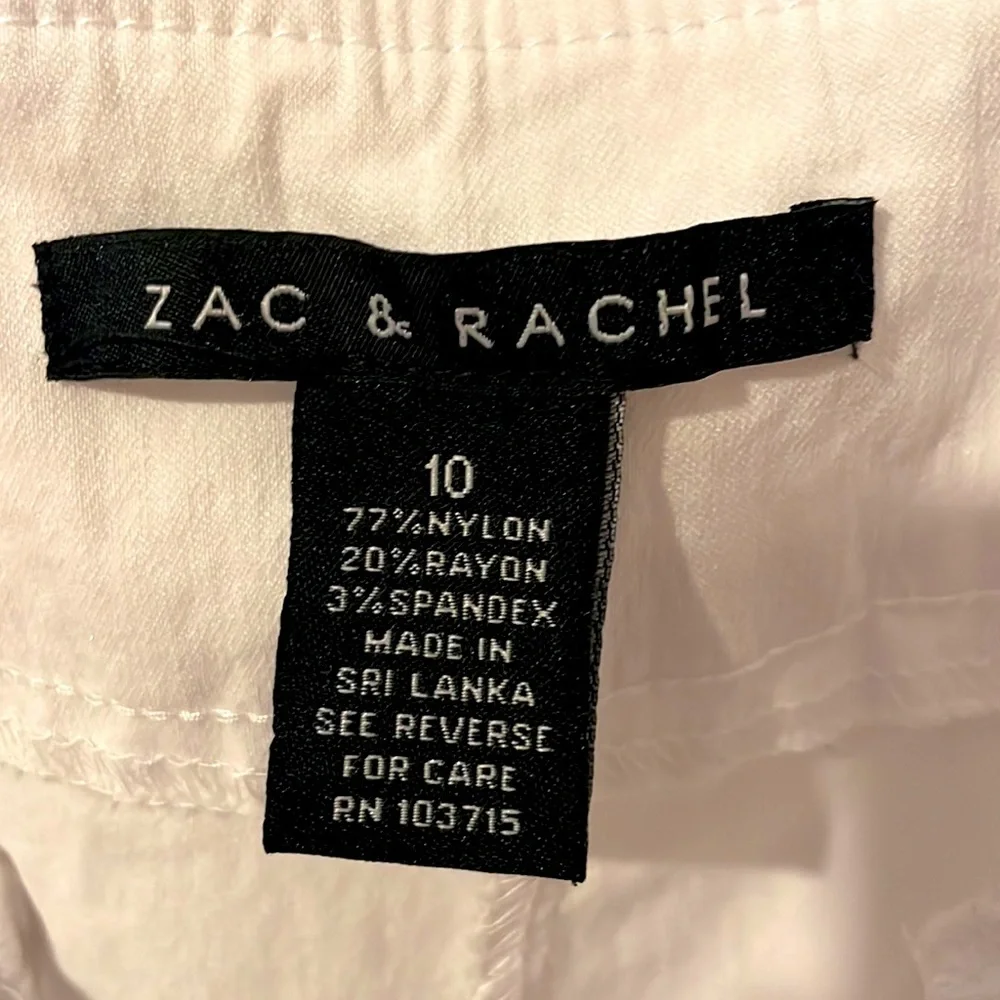 ZAC & RACHEL
10
77%NYLON
20%RAYON
3%SPANDEX
MADE IN
SRI LANKA
SEE REVERSE
FOR CARE
RN 103715